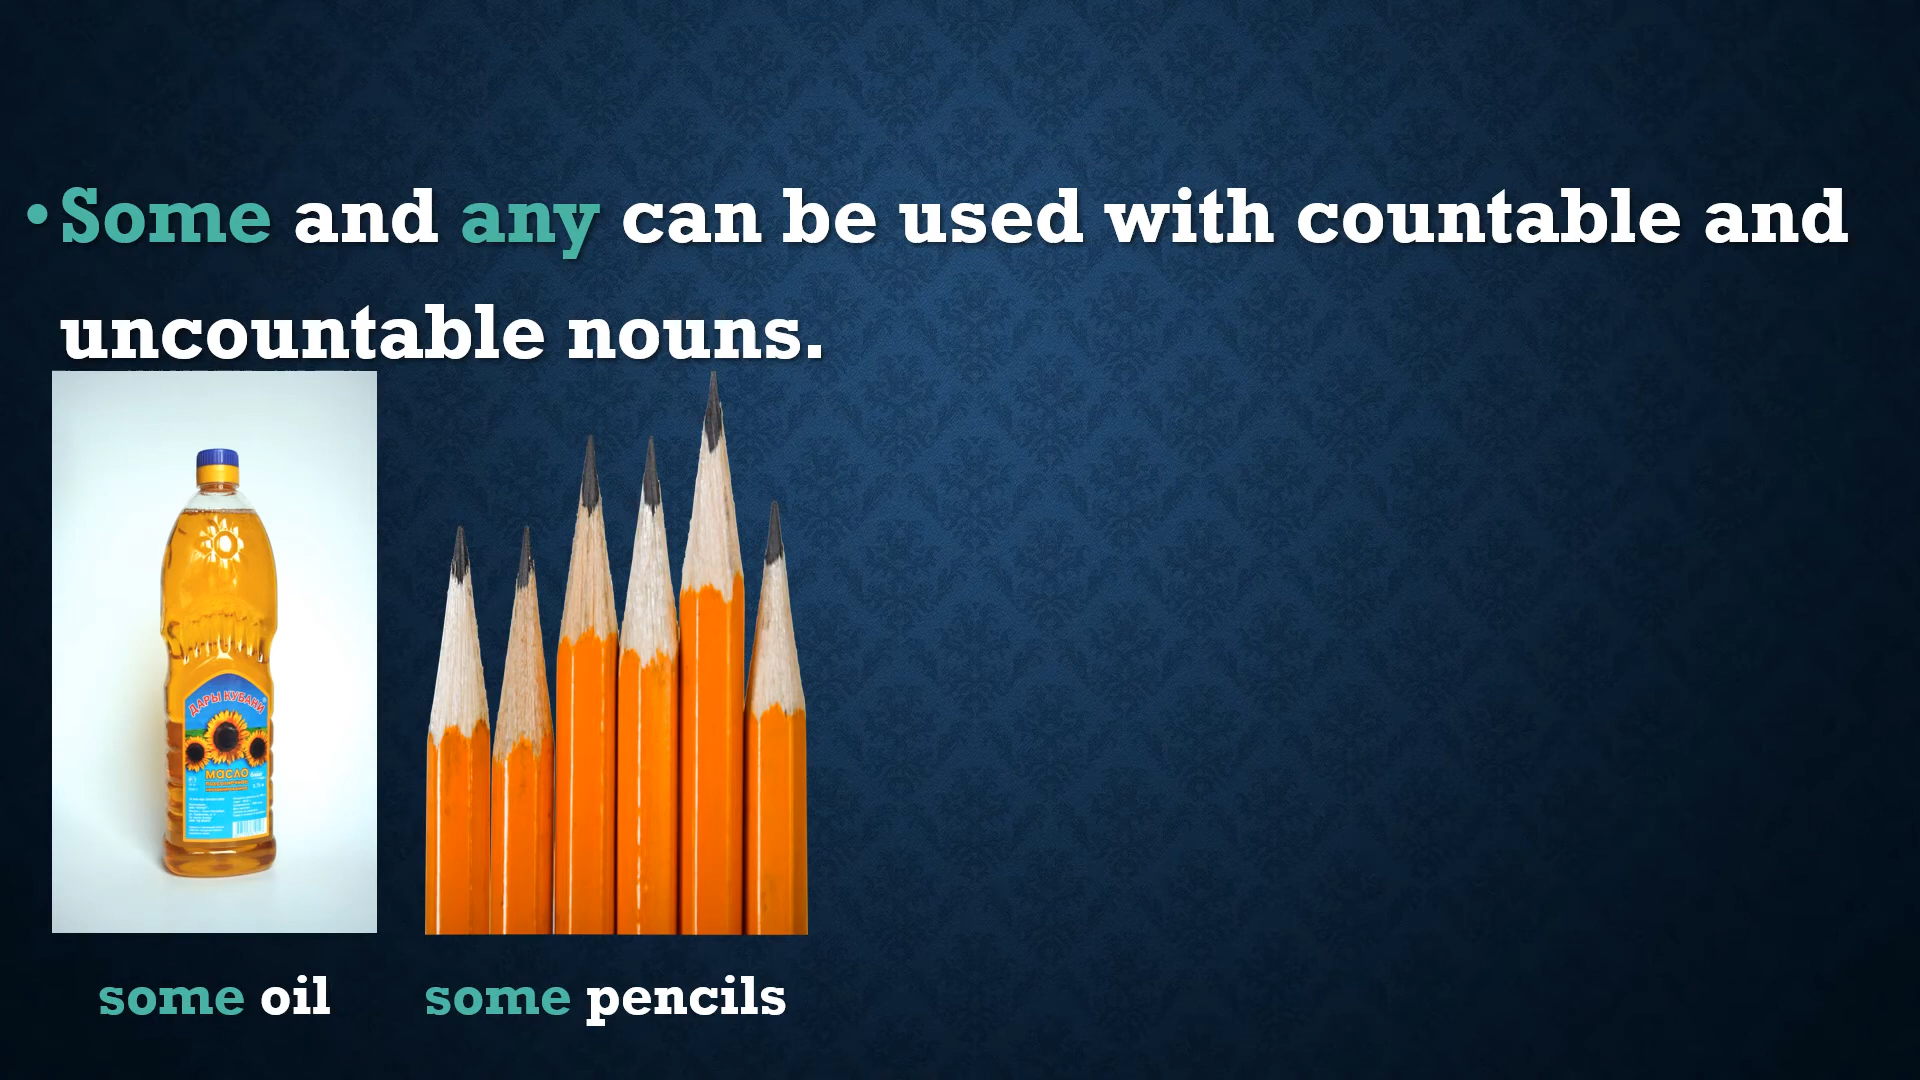 • Some and any can be used with countable and
uncountable nouns.
ДАРЫ КУБАНИ
МАСЛО
some oil
some pencils